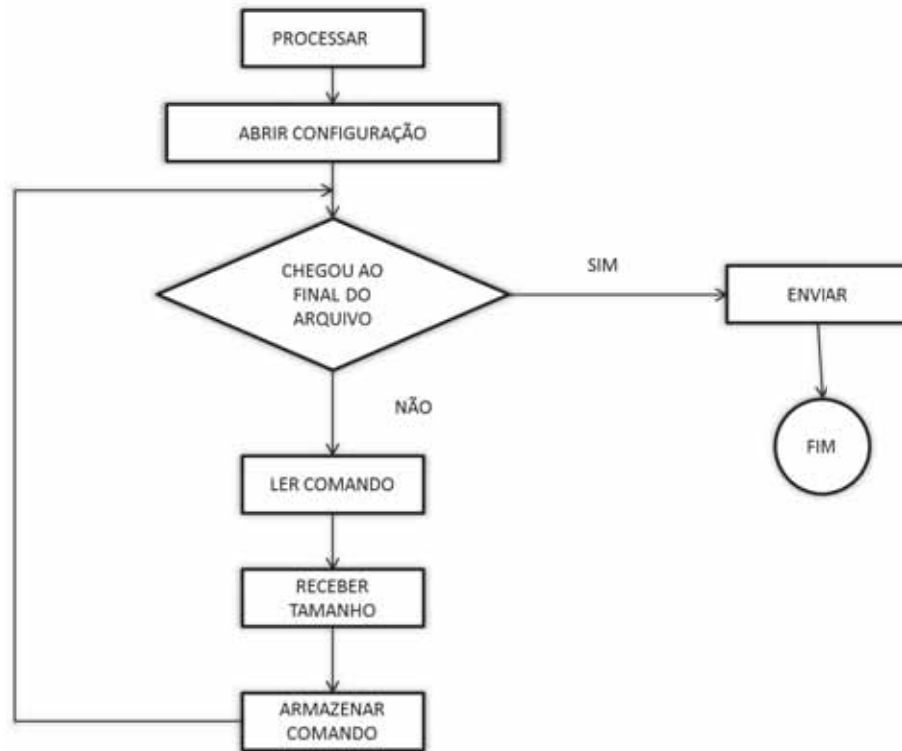 PROCESSAR
ABRIR CONFIGURAÇÃO
CHEGOU AO
FINAL DO
ARQUIVO
SIM
ENVIAR
NÃO
FIM
LER COMANDO
RECEBER
TAMANHO
ARMAZENAR
COMANDO